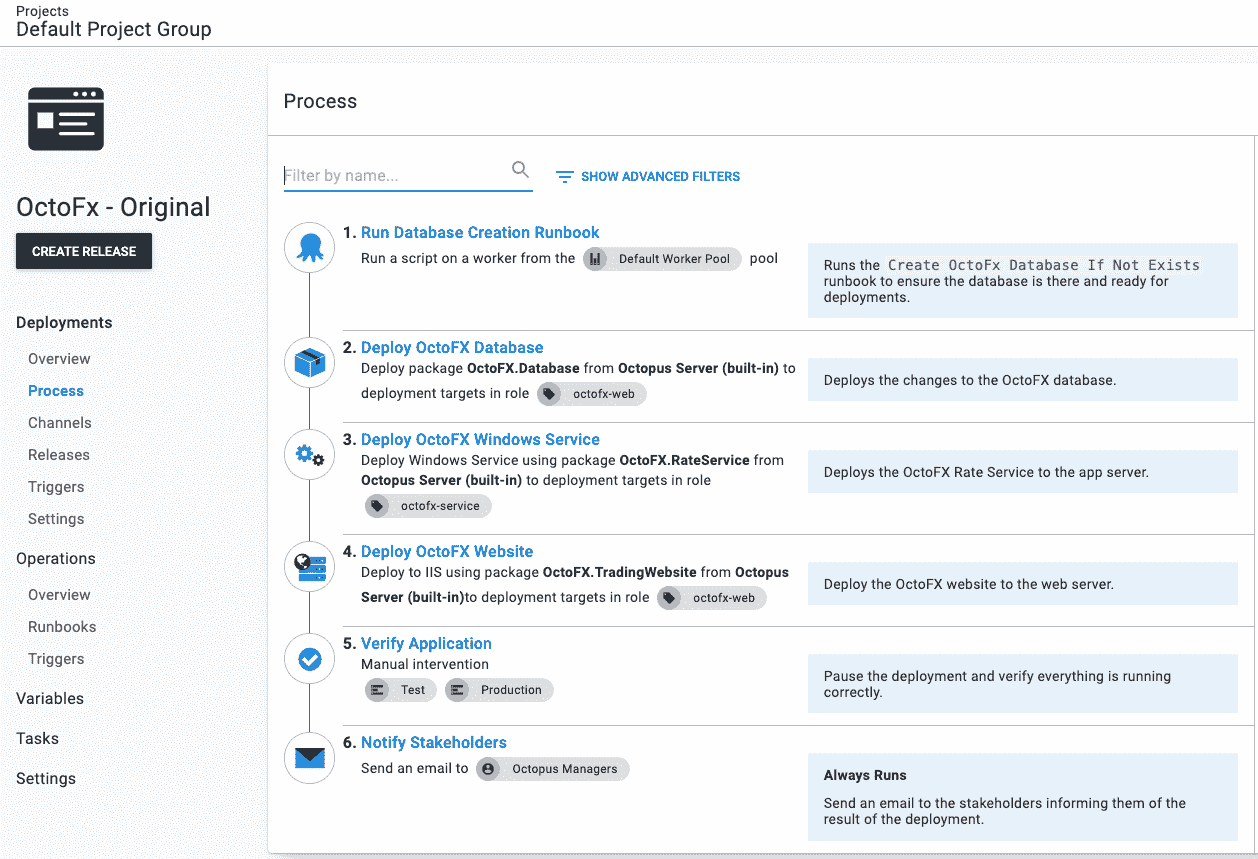 Projects
Default Project Group
OctoFx - Original
CREATE RELEASE
Deployments
Overview
Process
Channels
Releases
Triggers
Settings
Operations
Overview
Runbooks
Triggers
Variables
Tasks
Settings
Process
Filter by name...
SHOW ADVANCED FILTERS
1. Run Database Creation Runbook
Run a script on a worker from the Default Worker Pool pool
Runs the Create OctoFx Database If Not Exists
runbook to ensure the database is there and ready for
deployments.
2. Deploy OctoFX Database
Deploy package OctoFX.Database from Octopus Server (built-in) to
deployment targets in role octofx-web
Deploys the changes to the OctoFX database.
3. Deploy OctoFX Windows Service
Deploy Windows Service using package OctoFX.RateService from
Octopus Server (built-in) to deployment targets in role
octofx-service
Deploys the OctoFX Rate Service to the app server.
4. Deploy OctoFX Website
Deploy to IIS using package OctoFX.TradingWebsite from Octopus
Server (built-in)to deployment targets in role octofx-web
Deploy the OctoFX website to the web server.
5. Verify Application
Manual intervention
Test Production
Pause the deployment and verify everything is running
correctly.
6. Notify Stakeholders
Send an email to Octopus Managers
Always Runs
Send an email to the stakeholders informing them of the
result of the deployment.